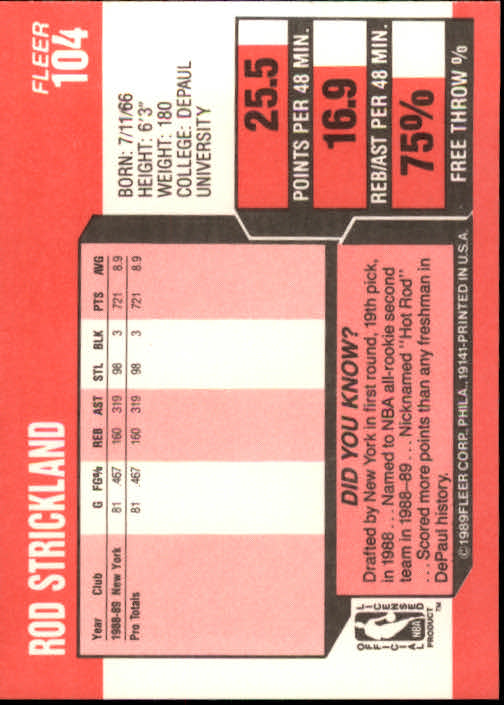 ROD STRICKLAND
FLEER
104
Year Club G FG% REB AST STL BLK PTS AVG
1988-89 New York 81 .467 160 319 98 3 721 8.9
Pro Totals 81 .467 160 319 98 3 721 8.9
BORN: 7/11/66
HEIGHT: 6'3"
WEIGHT: 180
COLLEGE: DEPAUL
UNIVERSITY
25.5
POINTS PER 48 MIN.
16.9
REB/AST PER 48 MIN.
75%
FREE THROW %
DID YOU KNOW?
Drafted by New York in first round, 19th pick,
in 1988 . . . Named to NBA all-rookie second
team in 1988–89 . . . Nicknamed "Hot Rod"
. . . Scored more points than any freshman in
DePaul history.
OFFICIAL LICENSED
NBA
PRODUCT™
©1989 FLEER CORP., PHILA., 19141-PRINTED IN U.S.A.